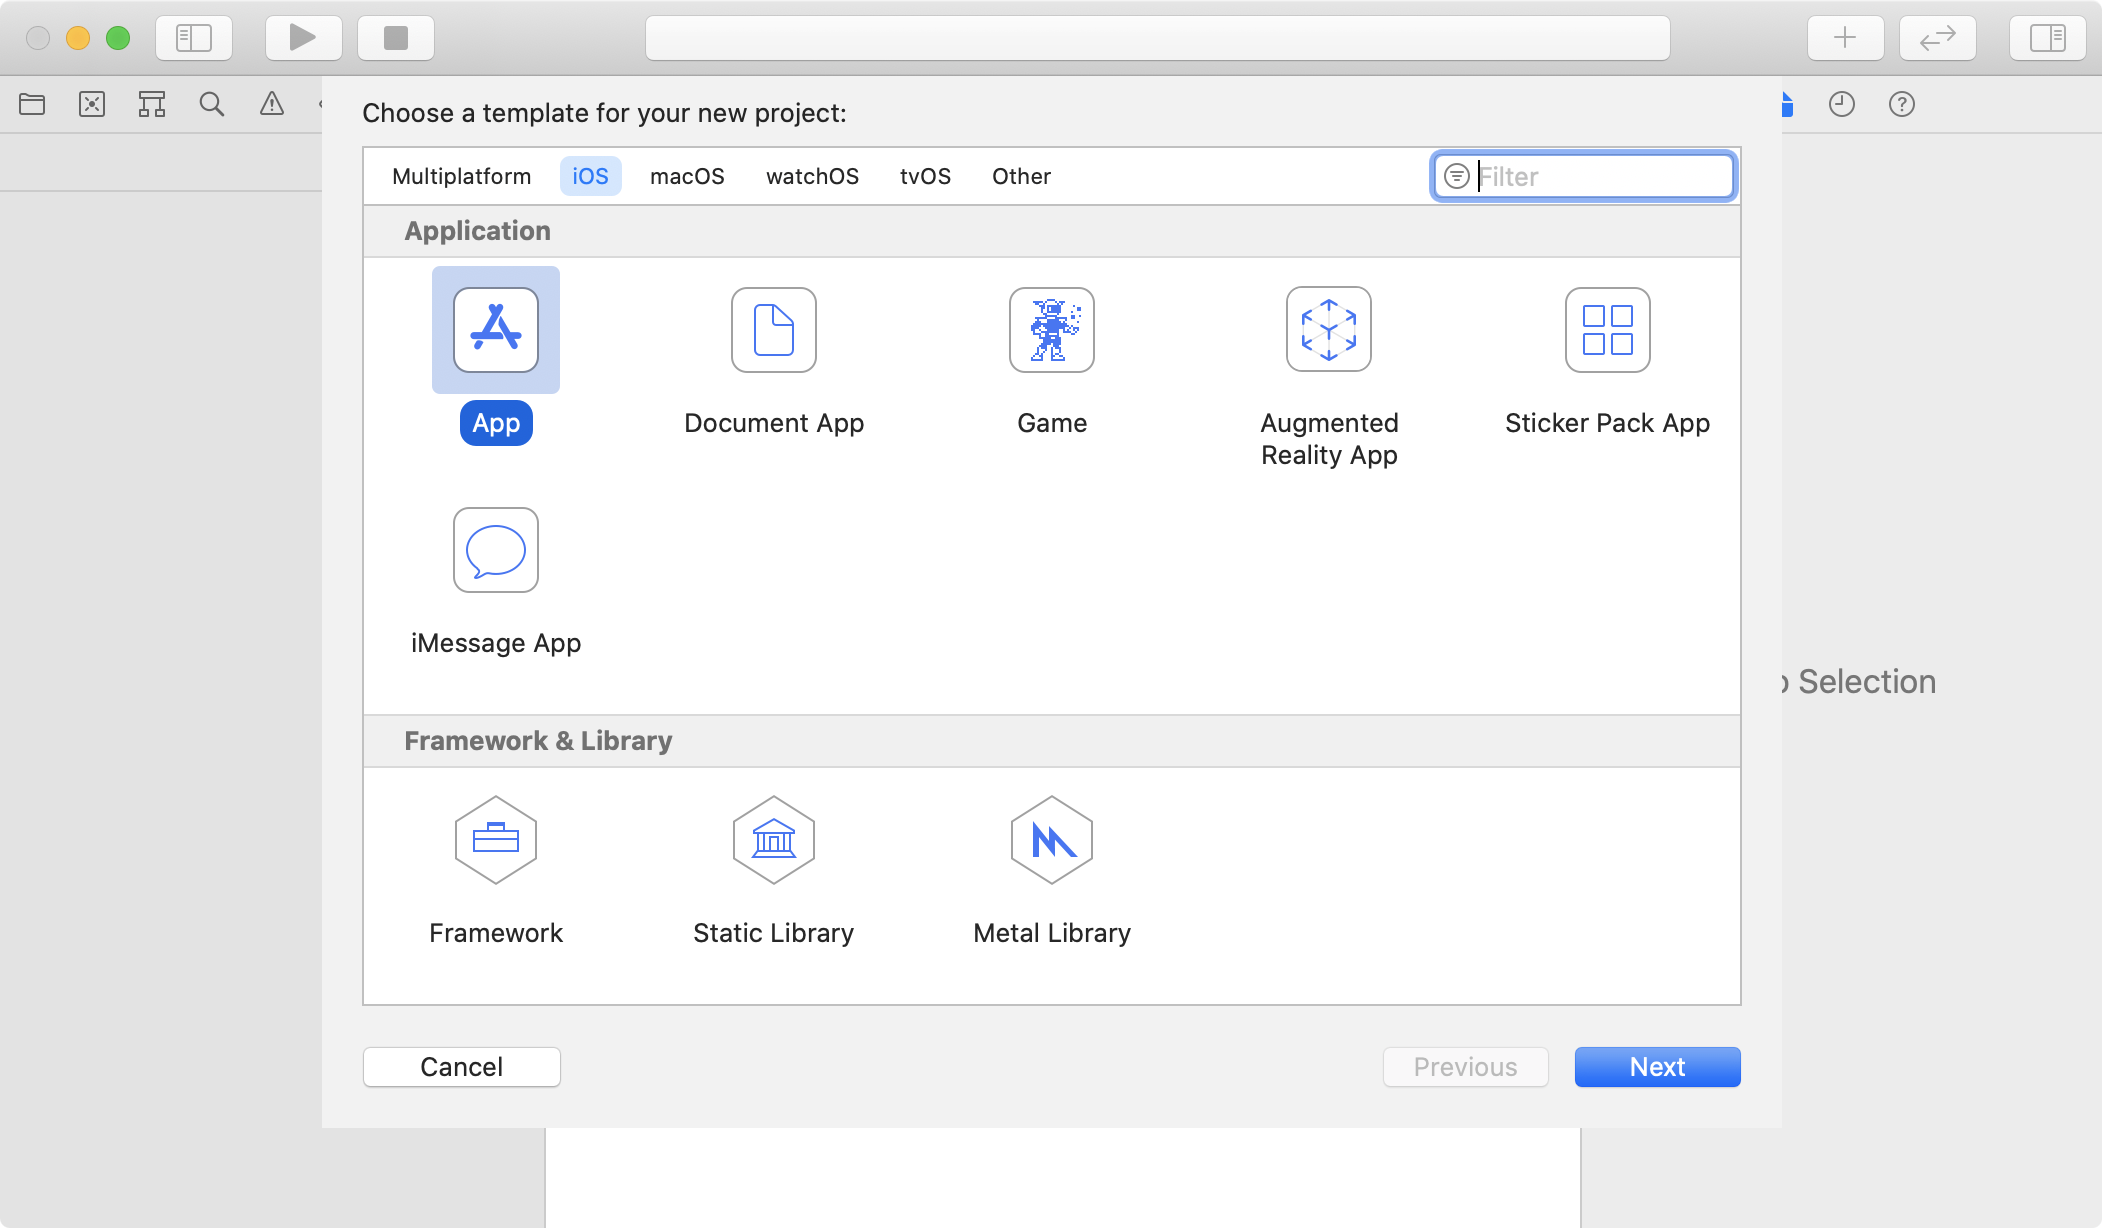 Choose a template for your new project:
Multiplatform iOS macOS watchOS tvOS Other Filter
Application
App Document App Game Augmented Reality App Sticker Pack App
iMessage App
o Selection
Framework & Library
Framework Static Library Metal Library
Cancel Previous Next